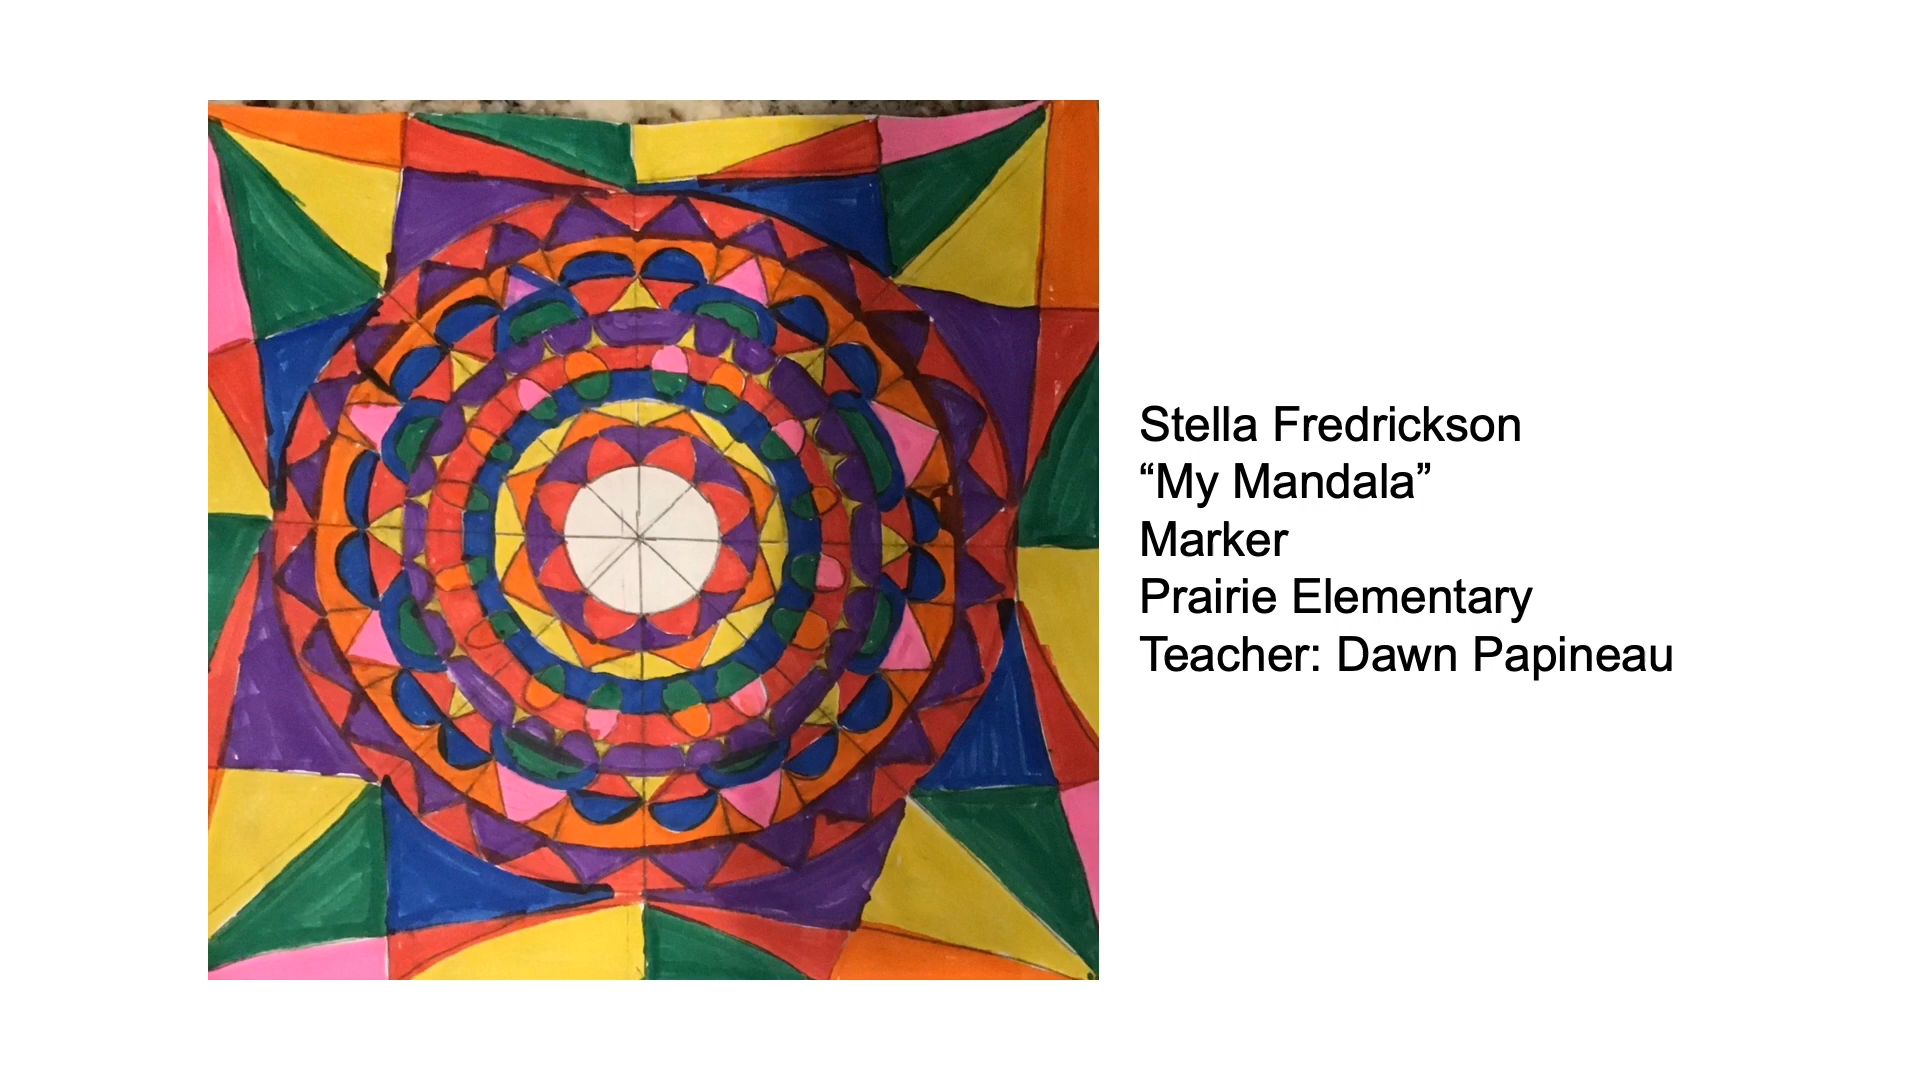 Stella Fredrickson
“My Mandala”
Marker
Prairie Elementary
Teacher: Dawn Papineau